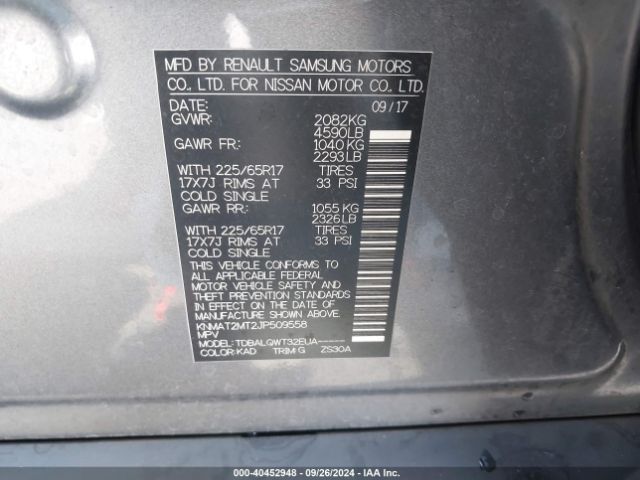 MFD BY RENAULT SAMSUNG MOTORS
CO., LTD. FOR NISSAN MOTOR CO., LTD.
DATE: 09/17
GVWR: 2082KG
4590LB
GAWR FR: 1040 KG
2293LB
WITH 225/65R17 TIRES
17X7J RIMS AT 33 PSI
COLD SINGLE
GAWR RR: 1055 KG
2326LB
WITH 225/65R17 TIRES
17X7J RIMS AT 33 PSI
COLD SINGLE
THIS VEHICLE CONFORMS TO
ALL APPLICABLE FEDERAL
MOTOR VEHICLE SAFETY AND
THEFT PREVENTION STANDARDS
IN EFFECT ON THE DATE OF
MANUFACTURE SHOWN ABOVE.
KNMAT2MT2JP509558
MPV
MODEL: TDBALQWT32EUA-----
COLOR:KAD TRIM:G ZS30A
000-40452948 - 09/26/2024 - IAA Inc.